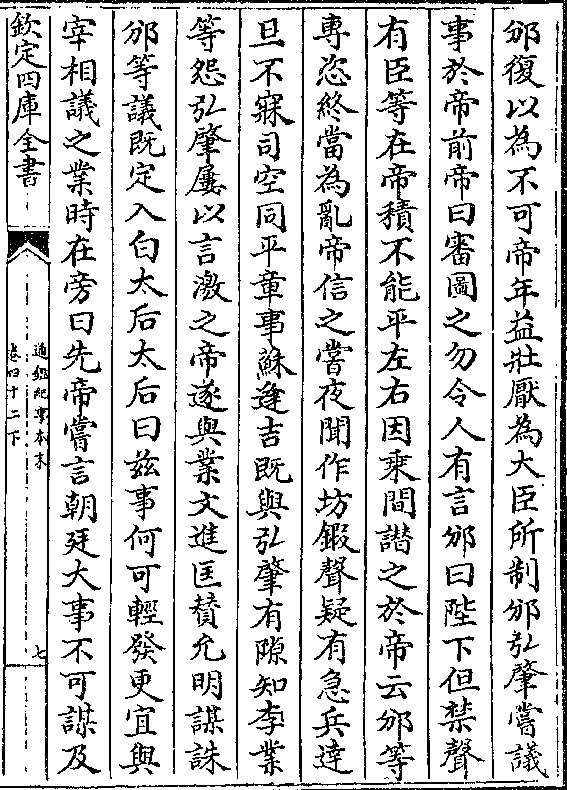 邠復以為不可帝年益壯厭為大臣所制邠弘肇嘗議
事於帝前帝曰審圖之勿令人有言邠曰陛下但禁聲
有臣等在帝積不能平左右因乗間譖之於帝云邠等
專恣終當為亂帝信之嘗夜聞作坊鍜聲疑有急兵達
旦不寐司空同平章事蘇逢吉既與弘肇有隙知李業
等怨弘肇屢以言激之帝遂與業文進匡贊允明謀誅
邠等議既定入白太后太后曰兹事何可輕發更宜與
宰相議之業時在旁曰先帝嘗言朝廷大事不可謀及
欽定四庫全書
通鑑紀事本末
卷四十二下
七